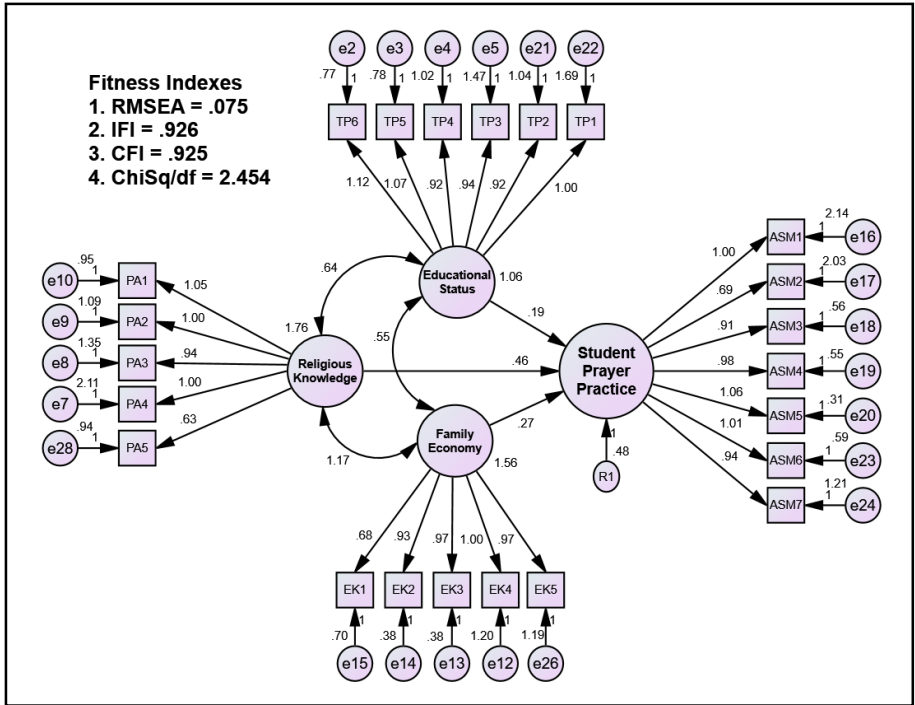 e2 e3 e4 e5 e21 e22
.77 1 .78 1 1.02 1 1.47 1 1.04 1 1.69 1
Fitness Indexes
1. RMSEA = .075
2. IFI = .926
3. CFI = .925
4. ChiSq/df = 2.454
TP6 TP5 TP4 TP3 TP2 TP1
1.12 1.07 .92 .94 .92 1.00
Educational
Status
1.06
.64
.55
1.17
.19
.46
.27
e10 .95 1 PA1 1.05
e9 1.09 1 PA2 1.00
e8 1.35 1 PA3 .94
e7 2.11 1 PA4 1.00
e28 .94 1 PA5 .63
1.76
Religious
Knowledge
Student
Prayer
Practice
1
.48
R1
1.00 ASM1 1 2.14 e16
.69 ASM2 1 2.03 e17
.91 ASM3 1 .56 e18
.98 ASM4 1 .55 e19
1.06 ASM5 1 .31 e20
1.01 ASM6 1 .59 e23
.94 ASM7 1 1.21 e24
Family
Economy
1.56
.68 .93 .97 1.00 .97
EK1 EK2 EK3 EK4 EK5
1 1 1 1 1
.70 .38 .38 1.20 1.19
e15 e14 e13 e12 e26